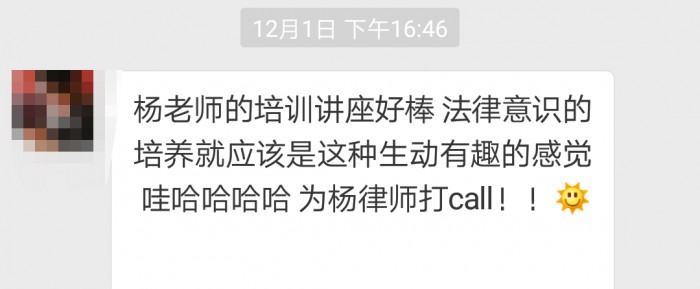 12月1日 下午16:46
杨老师的培训讲座好棒 法律意识的
培养就应该是这种生动有趣的感觉
哇哈哈哈哈 为杨律师打call！！